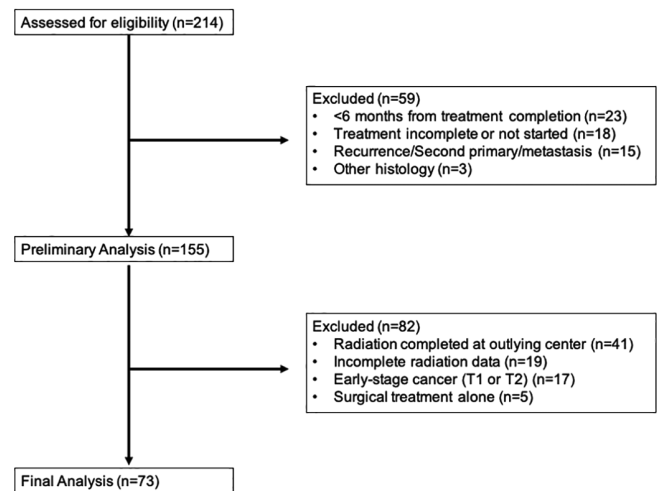 Assessed for eligibility (n=214)
Excluded (n=59)
• <6 months from treatment completion (n=23)
• Treatment incomplete or not started (n=18)
• Recurrence/Second primary/metastasis (n=15)
• Other histology (n=3)
Preliminary Analysis (n=155)
Excluded (n=82)
• Radiation completed at outlying center (n=41)
• Incomplete radiation data (n=19)
• Early-stage cancer (T1 or T2) (n=17)
• Surgical treatment alone (n=5)
Final Analysis (n=73)